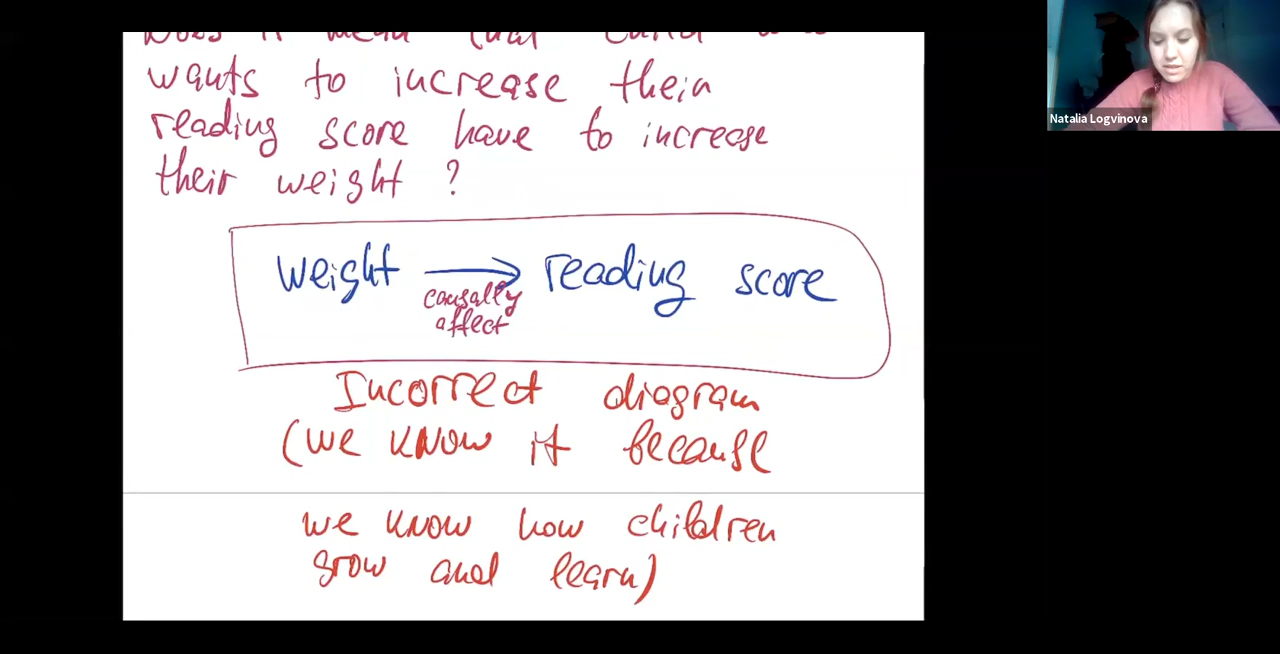 wants to increase their
reading score have to increase
their weight ?
weight → reading score
causally
affect
Incorrect diagram
(we know it because
we know how children
grow and learn)
Natalia Logvinova